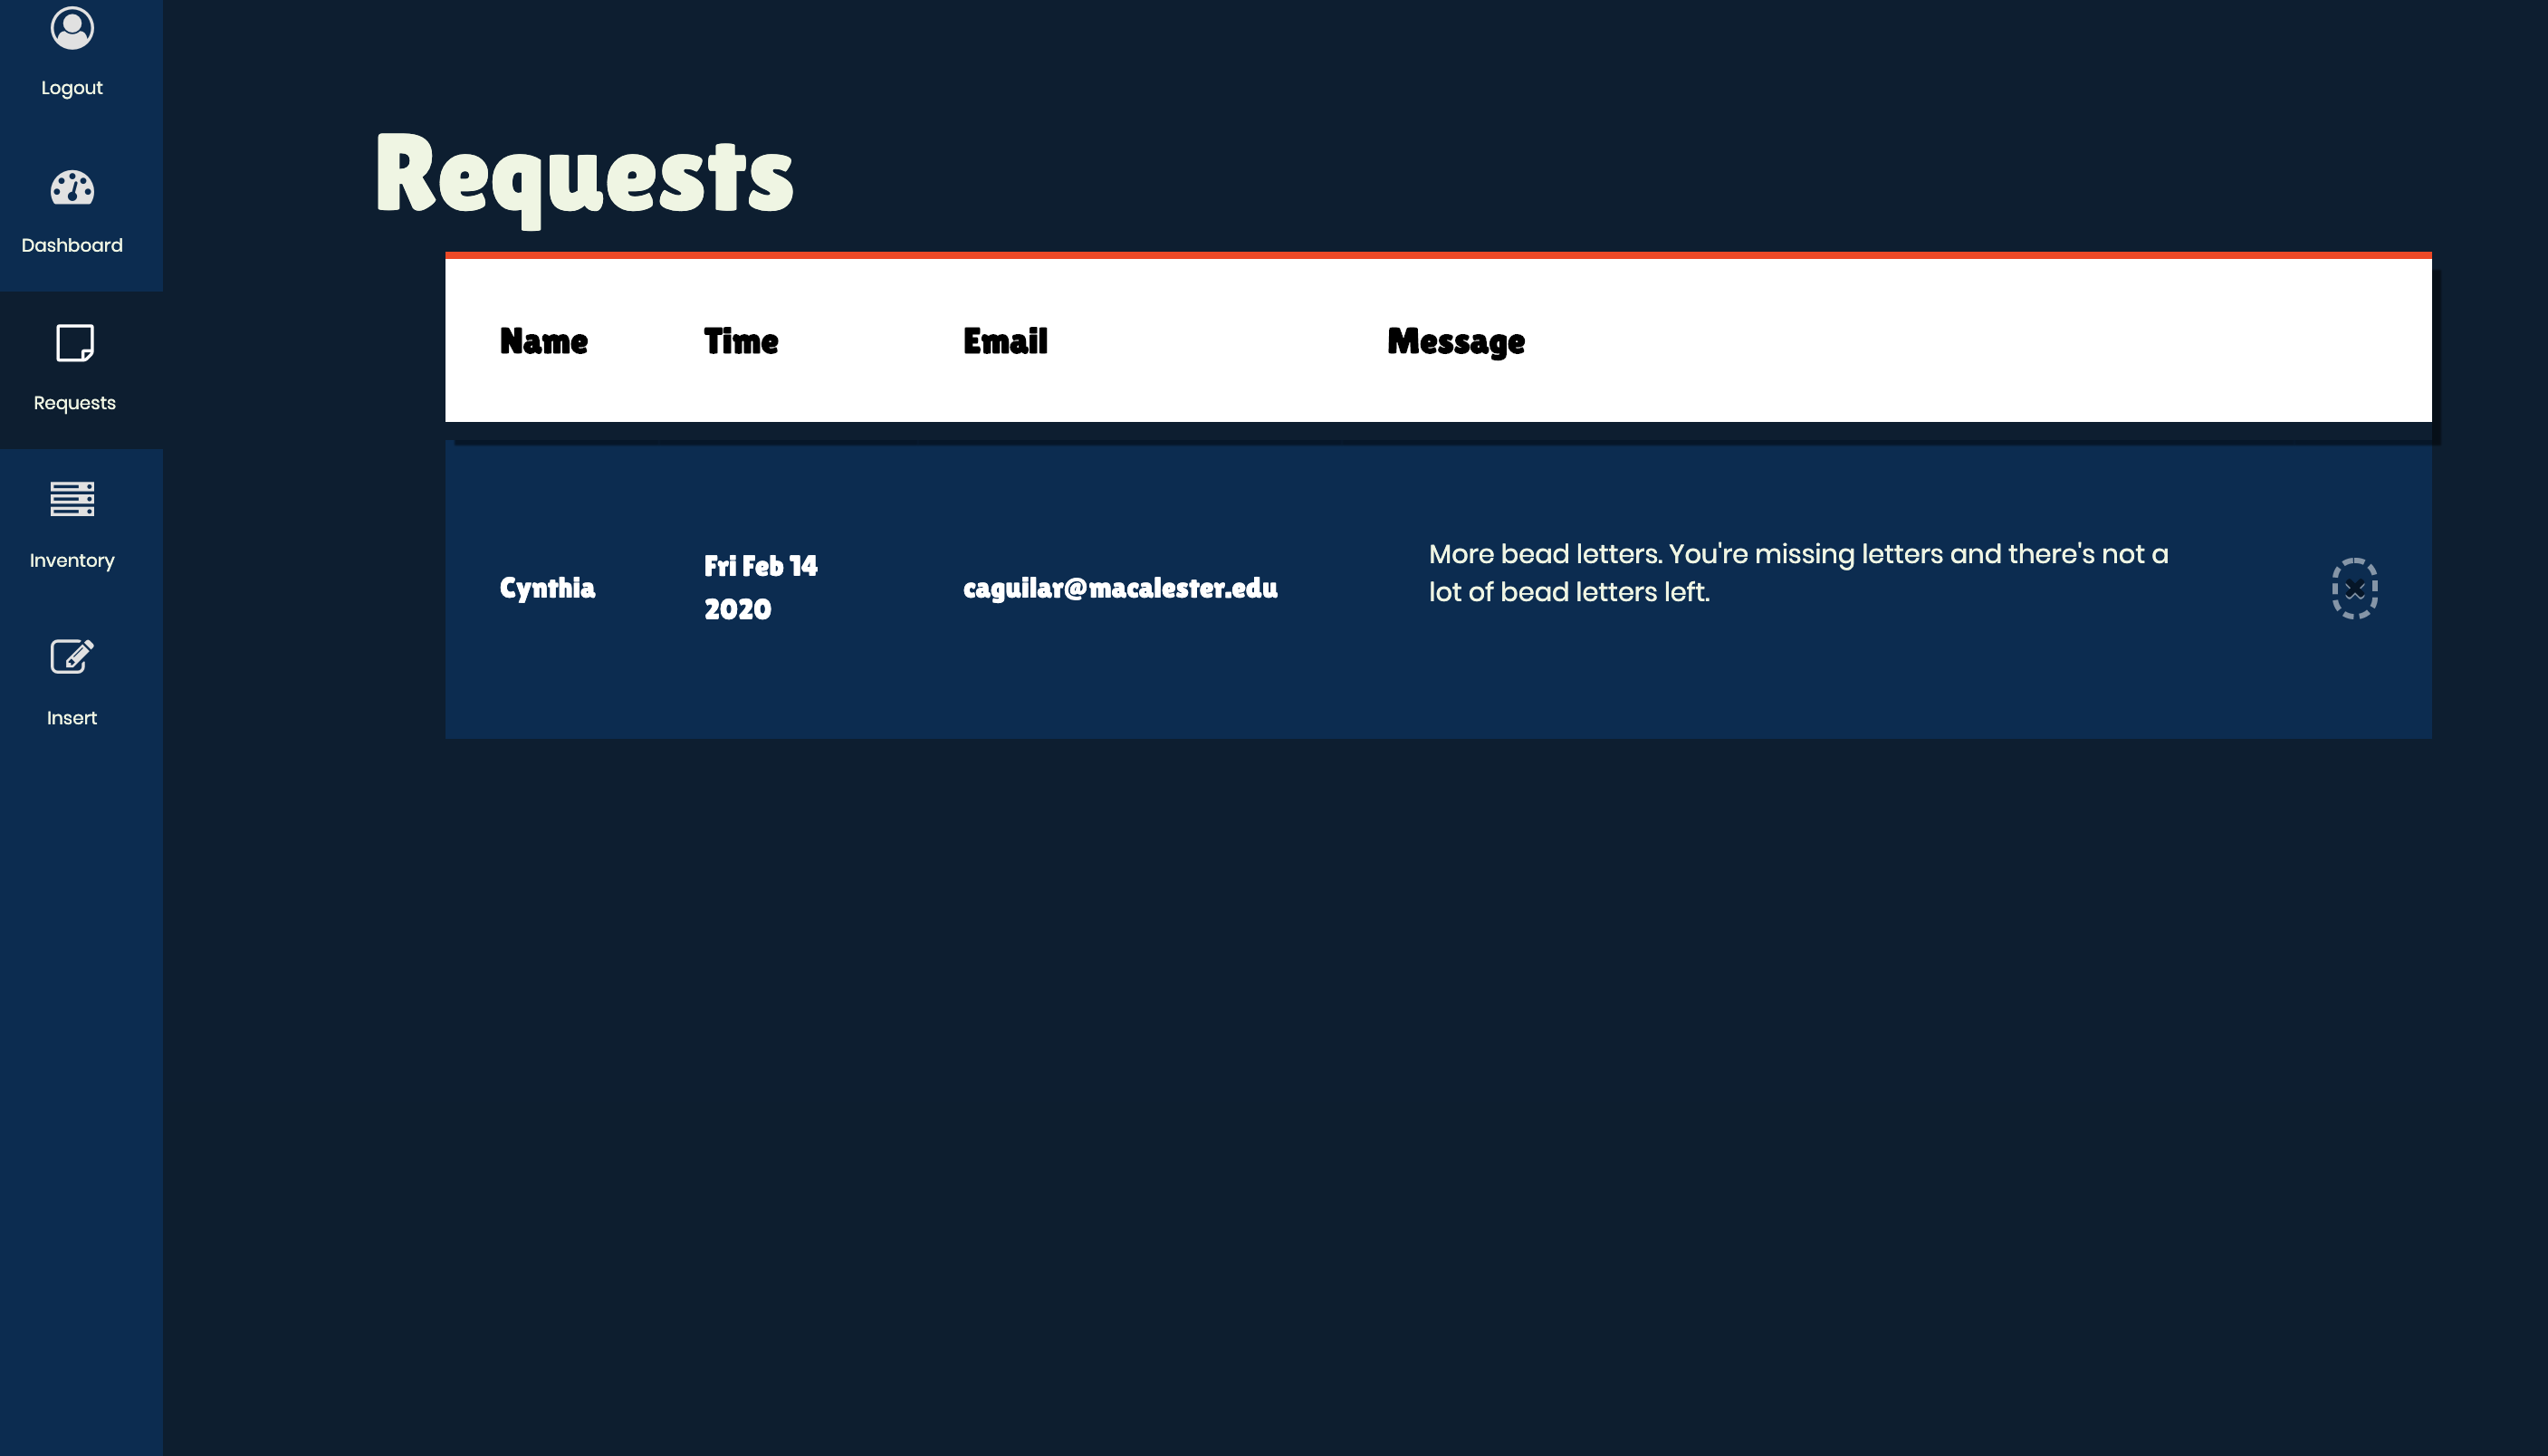 Logout
Dashboard
Requests
Inventory
Insert
Requests
Name Time Email Message
Cynthia
Fri Feb 14
2020
caguilar@macalester.edu
More bead letters. You're missing letters and there's not a
lot of bead letters left.